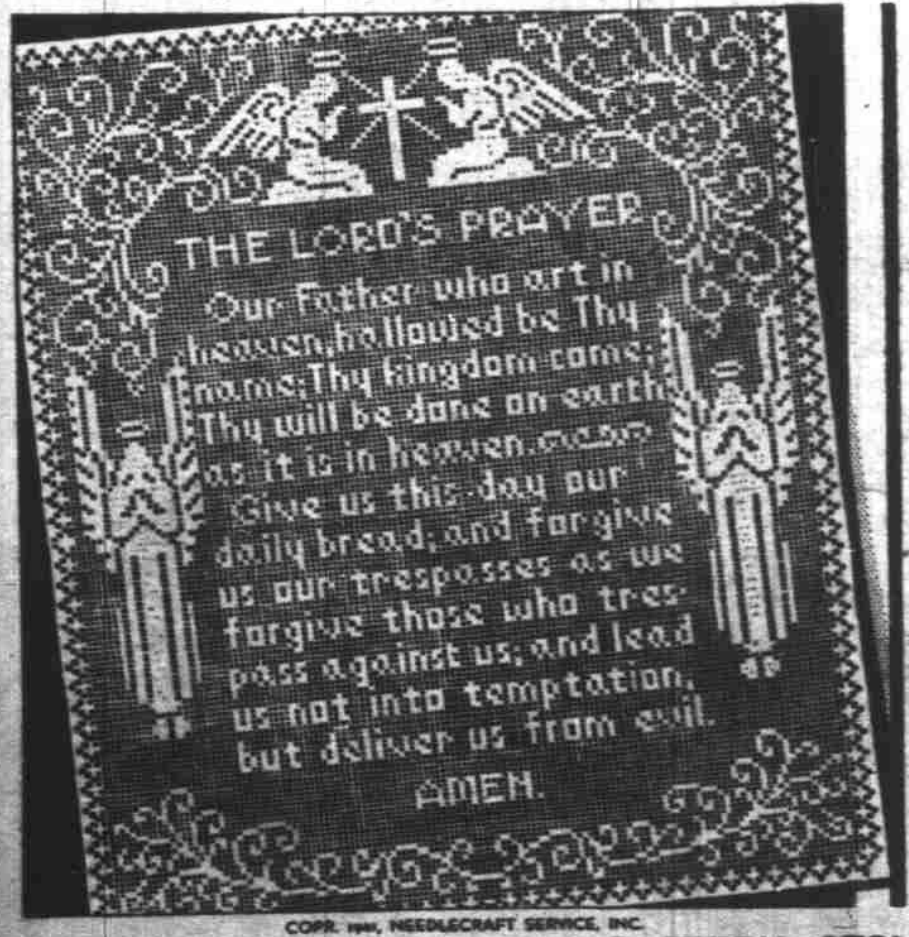 THE LORD'S PRAYER
Our Father who art in
heaven, hallowed be Thy
name; Thy kingdom come;
Thy will be done on earth
as it is in heaven.
Give us this day our
daily bread; and forgive
us our trespasses as we
forgive those who tres-
pass against us; and lead
us not into temptation,
but deliver us from evil.
AMEN.
COPR. NEEDLECRAFT SERVICE, INC.